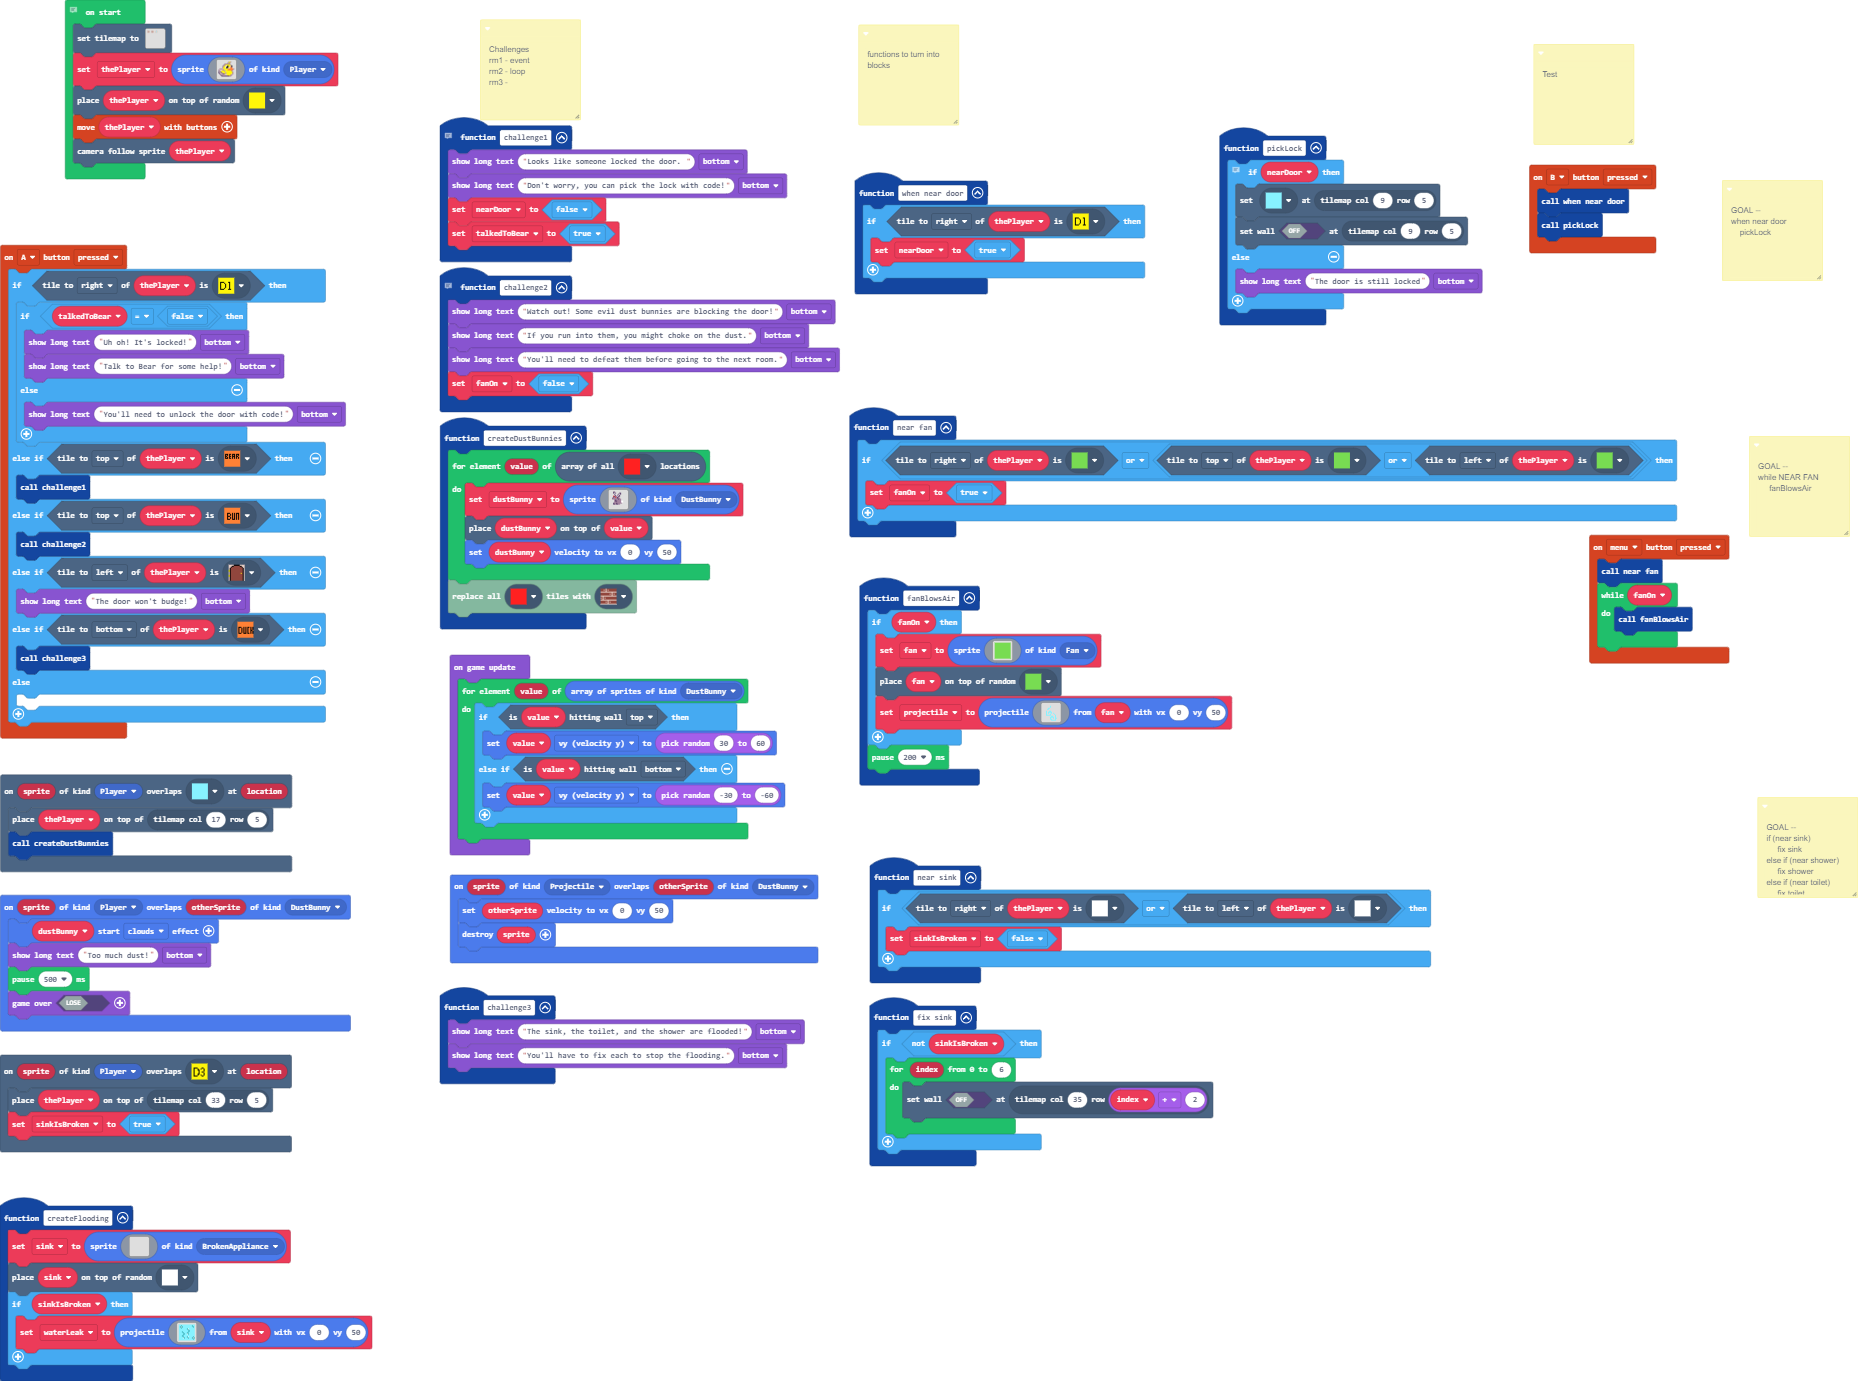 on start
set tilemap to
set thePlayer to sprite of kind Player
place thePlayer on top of random
move thePlayer with buttons
camera follow sprite thePlayer
on A button pressed
if tile to right of thePlayer is D1 then
if talkedToBear = false then
show long text "Uh oh! It's locked!" bottom
show long text "Talk to Bear for some help!" bottom
else
show long text "You'll need to unlock the door with code!" bottom
else if tile to top of thePlayer is BEAR then
call challenge1
else if tile to top of thePlayer is BUN then
call challenge2
else if tile to left of thePlayer is then
show long text "The door won't budge!" bottom
else if tile to bottom of thePlayer is DUCK then
call challenge3
else
on sprite of kind Player overlaps at location
place thePlayer on top of tilemap col 17 row 5
call createDustBunnies
on sprite of kind Player overlaps otherSprite of kind DustBunny
dustBunny start clouds effect
show long text "Too much dust!" bottom
pause 500 ms
game over LOSE
on sprite of kind Player overlaps D3 at location
place thePlayer on top of tilemap col 33 row 5
set sinkIsBroken to true
function createFlooding
set sink to sprite of kind BrokenAppliance
place sink on top of random
if sinkIsBroken then
set waterLeak to projectile from sink with vx 0 vy 50
Challenges
rm1 - event
rm2 - loop
rm3 -
function challenge1
show long text "Looks like someone locked the door. " bottom
show long text "Don't worry, you can pick the lock with code!" bottom
set nearDoor to false
set talkedToBear to true
function challenge2
show long text "Watch out! Some evil dust bunnies are blocking the door!" bottom
show long text "If you run into them, you might choke on the dust." bottom
show long text "You'll need to defeat them before going to the next room." bottom
set fanOn to false
function createDustBunnies
for element value of array of all locations
do
set dustBunny to sprite of kind DustBunny
place dustBunny on top of value
set dustBunny velocity to vx 0 vy 50
replace all tiles with
on game update
for element value of array of sprites of kind DustBunny
do
if is value hitting wall top then
set value vy (velocity y) to pick random 30 to 60
else if is value hitting wall bottom then
set value vy (velocity y) to pick random -30 to -60
on sprite of kind Projectile overlaps otherSprite of kind DustBunny
set otherSprite velocity to vx 0 vy 50
destroy sprite
function challenge3
show long text "The sink, the toilet, and the shower are flooded!" bottom
show long text "You'll have to fix each to stop the flooding." bottom
functions to turn into
blocks
function when near door
if tile to right of thePlayer is D1 then
set nearDoor to true
function pickLock
if nearDoor then
set at tilemap col 9 row 5
set wall OFF at tilemap col 9 row 5
else
show long text "The door is still locked" bottom
Test
on B button pressed
call when near door
call pickLock
GOAL --
when near door
pickLock
function near fan
if tile to right of thePlayer is or tile to top of thePlayer is or tile to left of thePlayer is then
set fanOn to true
GOAL --
while NEAR FAN
fanBlowsAir
on menu button pressed
call near fan
while fanOn
do
call fanBlowsAir
function fanBlowsAir
if fanOn then
set fan to sprite of kind Fan
place fan on top of random
set projectile to projectile from fan with vx 0 vy 50
pause 200 ms
GOAL --
if (near sink)
fix sink
else if (near shower)
fix shower
else if (near toilet)
fix toilet
function near sink
if tile to right of thePlayer is or tile to left of thePlayer is then
set sinkIsBroken to false
function fix sink
if not sinkIsBroken then
for index from 0 to 6
do
set wall OFF at tilemap col 35 row index + 2